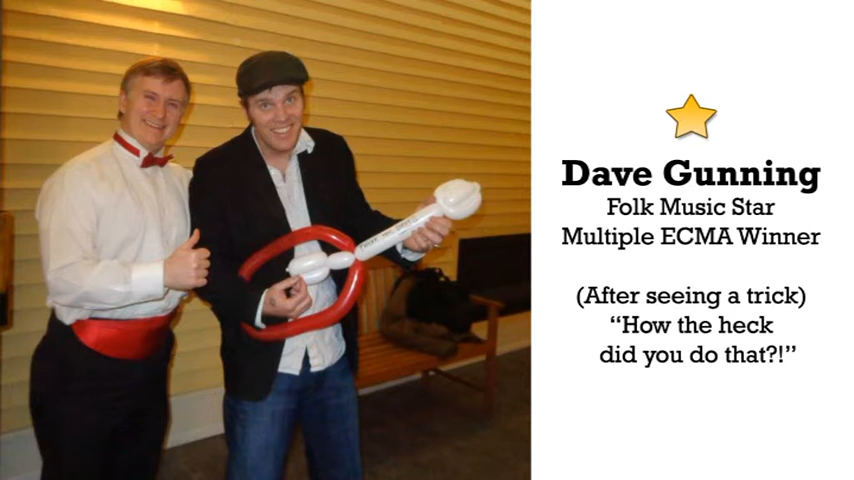 Dave Gunning
Folk Music Star
Multiple ECMA Winner
(After seeing a trick)
“How the heck
did you do that?!”